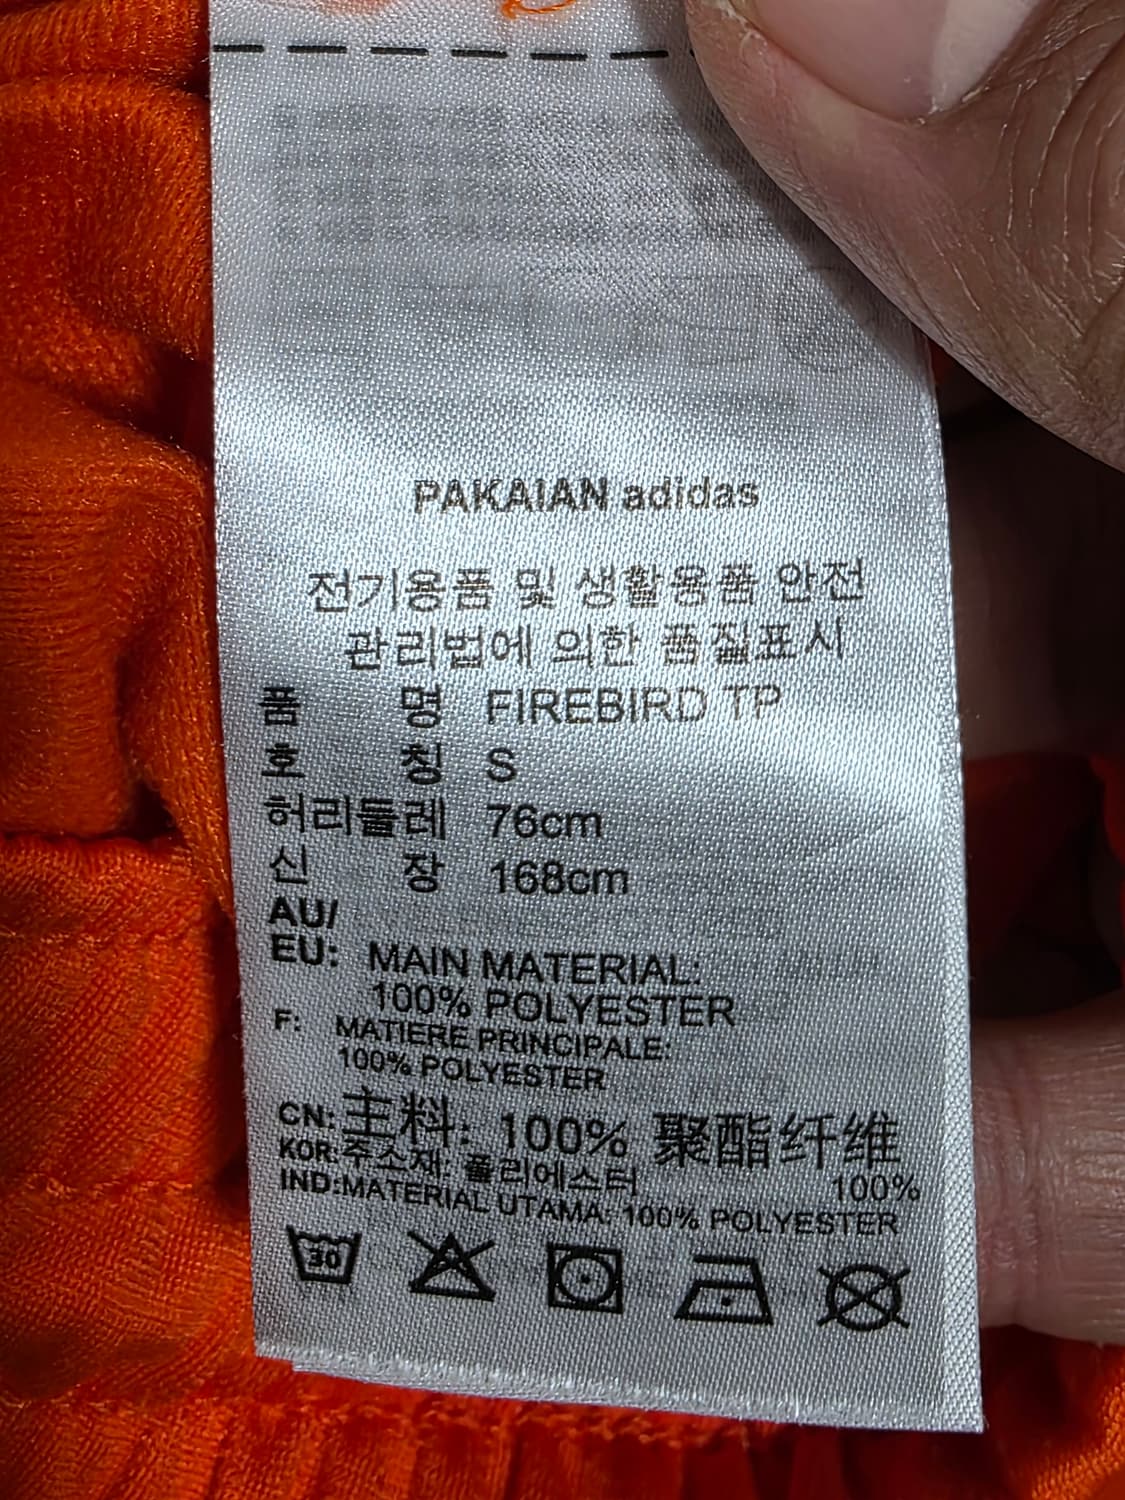 PAKAIAN adidas
전기용품 및 생활용품 안전
관리법에 의한 품질표시
품 명 FIREBIRD TP
호 칭 S
허리둘레 76cm
신 장 168cm
AU/
EU: MAIN MATERIAL:
100% POLYESTER
F: MATIERE PRINCIPALE:
100% POLYESTER
CN: 主料: 100% 聚酯纤维
KOR:주소재: 폴리에스터 100%
IND:MATERIAL UTAMA: 100% POLYESTER
30